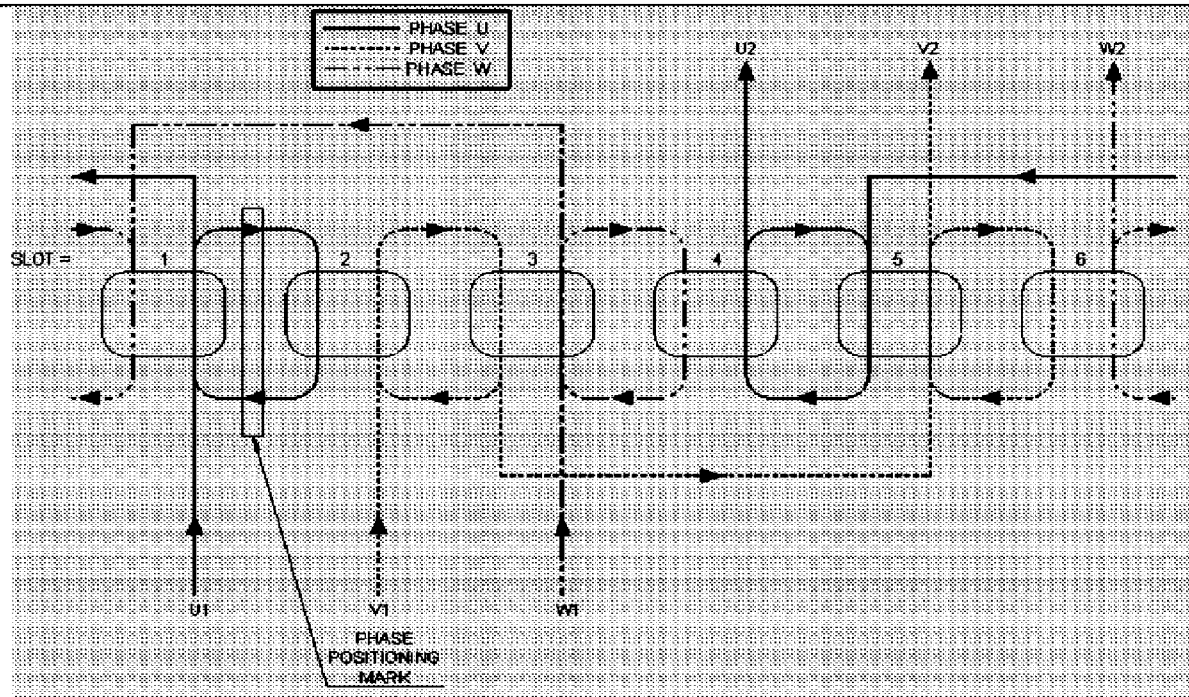 PHASE U
PHASE V
PHASE W
U2
V2
W2
SLOT =
1
2
3
4
5
6
U1
V1
W1
PHASE
POSITIONING
MARK